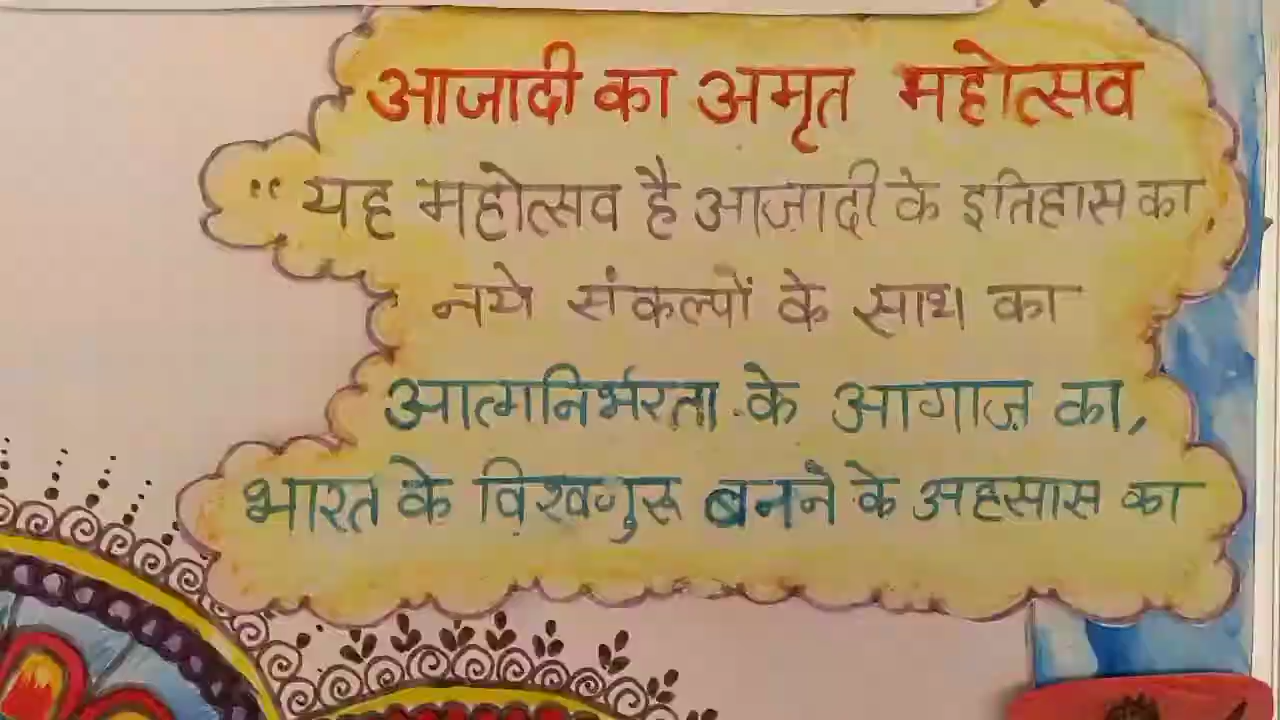 आजादी का अमृत महोत्सव
" यह महोत्सव है आज़ादी के इतिहास का,
नये संकल्पों के साथ का
आत्मनिर्भरता के आगाज़ का,
भारत के विश्वगुरू बनने के अहसास का